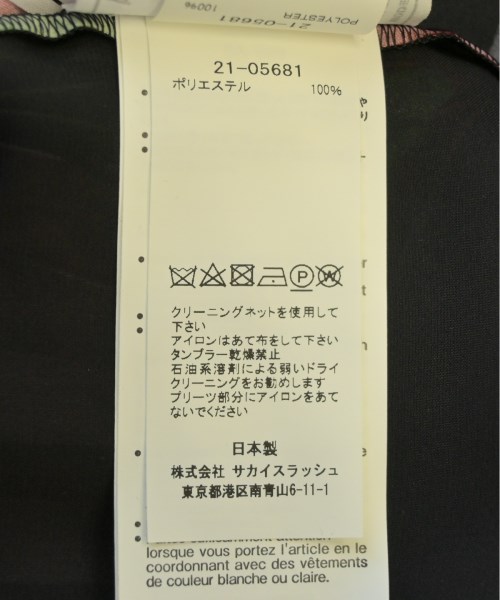 21-05681
POLYESTER
100%
21-05681
ポリエステル 100%
P W
クリーニングネットを使用して
下さい
アイロンはあて布をして下さい
タンブラー乾燥禁止
石油系溶剤による弱いドライ
クリーニングをお勧めします
プリーツ部分にアイロンをあて
ないでください
日本製
株式会社 サカイスラッシュ
東京都港区南青山6-11-1
lorsque vous portez l'article en le
coordonnant avec des vêtements
de couleur blanche ou claire.